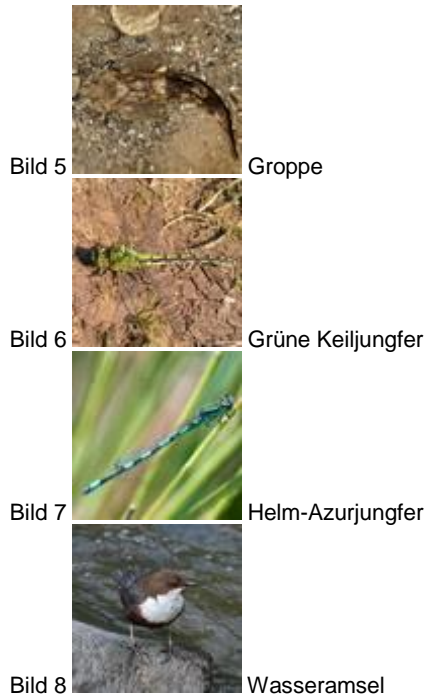 Bild 5 Groppe
Bild 6 Grüne Keiljungfer
Bild 7 Helm-Azurjungfer
Bild 8 Wasseramsel